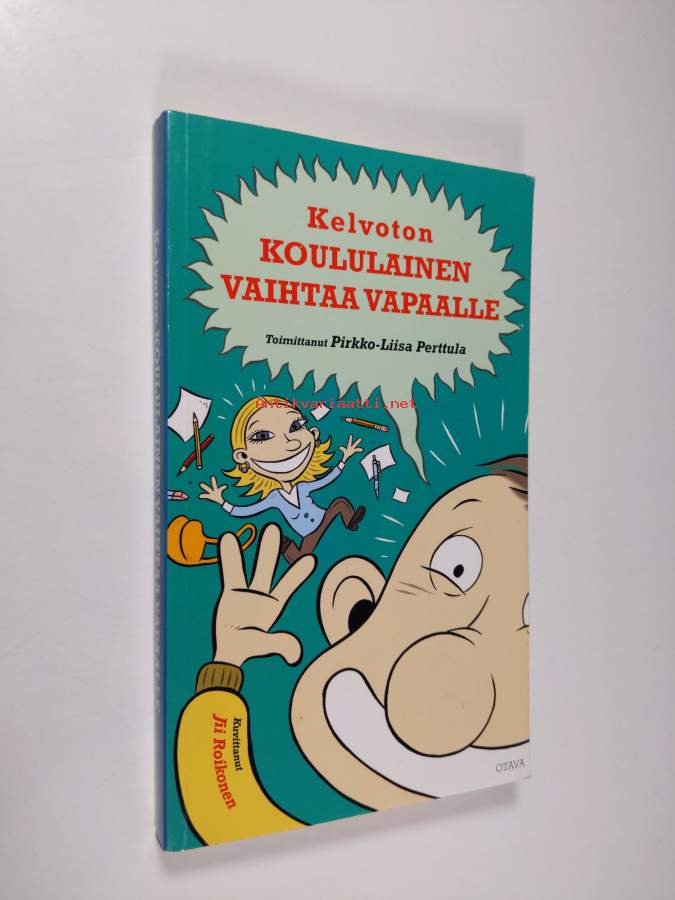 Kelvoton
KOULULAINEN
VAIHTAA VAPAALLE
Toimittanut Pirkko-Liisa Perttula
Antikvariaatti.net
Kuvittanut
Jii Roikonen
OTAVA
Kelvoton KOULULAINEN VAIHTAA VAPAALLE